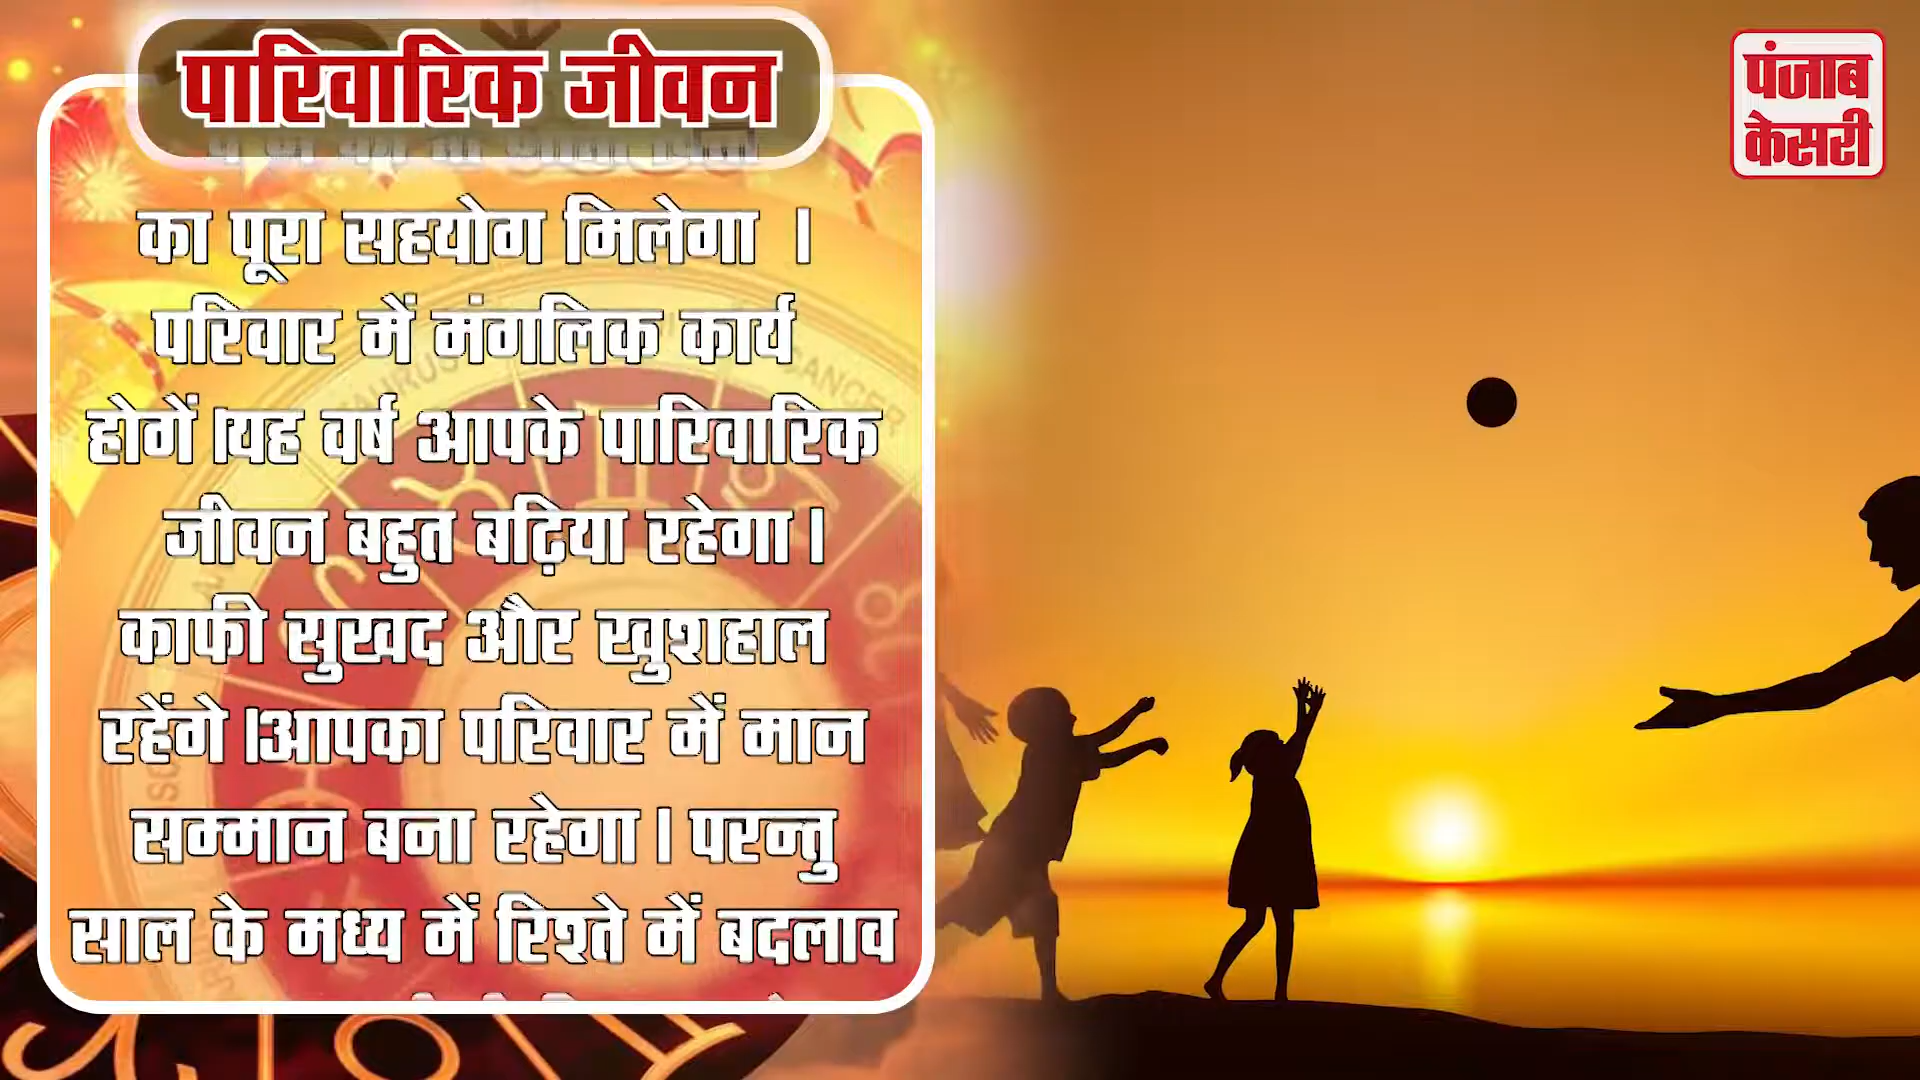 पारिवारिक जीवन
का पूरा सहयोग मिलेगा ।
परिवार में मंगलिक कार्य
होगें ।यह वर्ष आपके पारिवारिक
जीवन बहुत बढ़िया रहेगा।
काफी सुखद और खुशहाल
रहेंगे ।आपका परिवार में मान
सम्मान बना रहेगा। परन्तु
साल के मध्य में रिश्ते में बदलाव
पंजाब
केसरी
CANCER